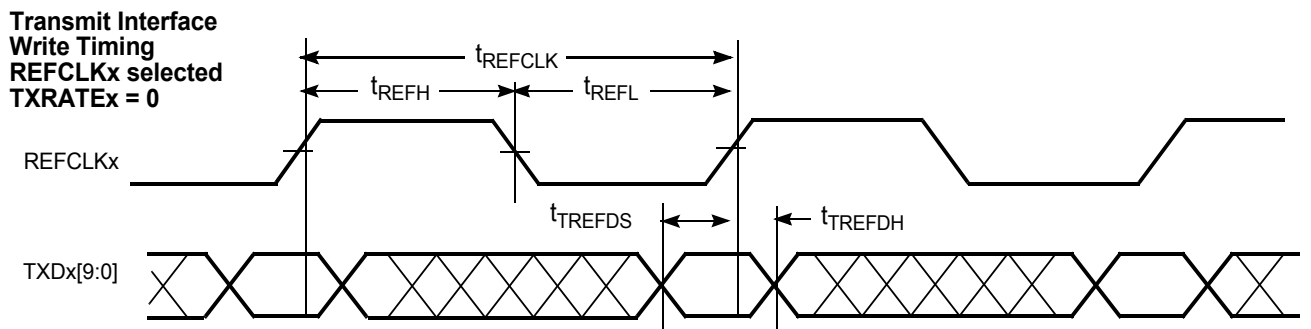 Transmit Interface
Write Timing
REFCLKx selected
TXRATEx = 0
tREFCLK
tREFH
tREFL
REFCLKx
tTREFDS
tTREFDH
TXDx[9:0]